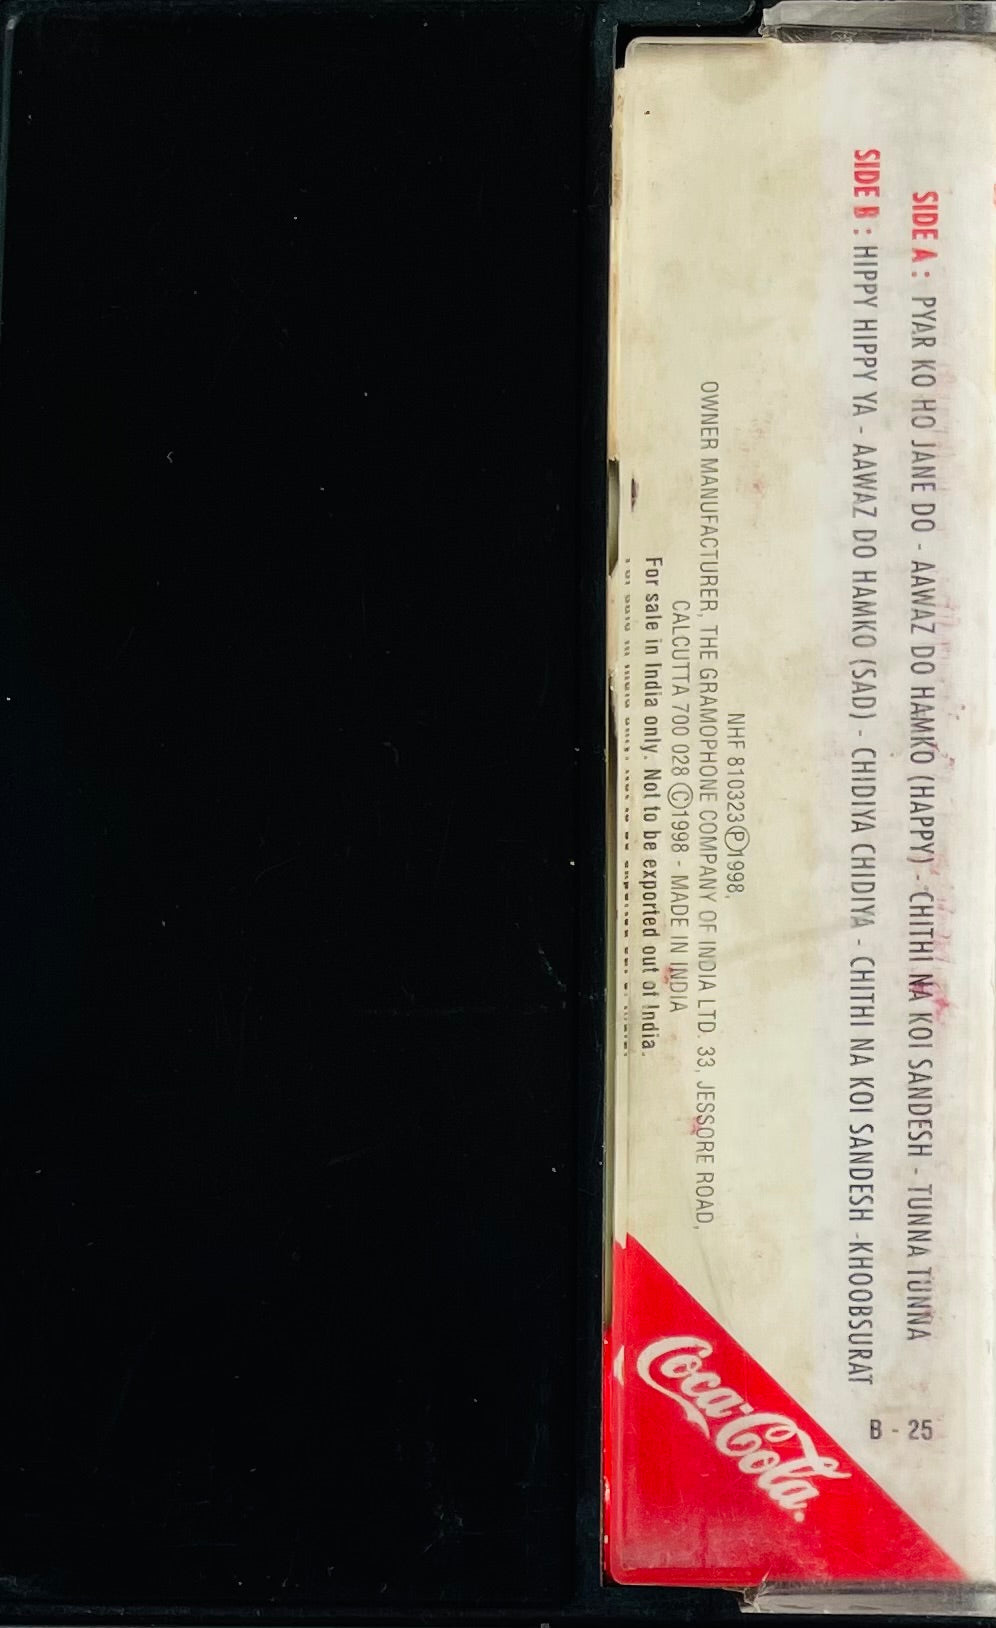 SIDE A : PYAR KO HO JANE DO - AAWAZ DO HAMKO (HAPPY) - CHITHI NA KOI SANDESH - TUNNA TUNNA
SIDE B : HIPPY HIPPY YA - AAWAZ DO HAMKO (SAD) - CHIDIYA CHIDIYA - CHITHI NA KOI SANDESH - KHOOBSURAT
B - 25
NHF 810323 Ⓟ1998,
OWNER MANUFACTURER, THE GRAMOPHONE COMPANY OF INDIA LTD. 33, JESSORE ROAD,
CALCUTTA 700 028 ©1998 - MADE IN INDIA
For sale in India only. Not to be exported out of India.
Coca-Cola